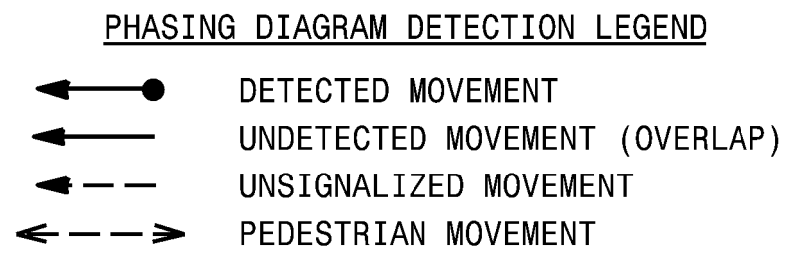 PHASING DIAGRAM DETECTION LEGEND
DETECTED MOVEMENT
UNDETECTED MOVEMENT (OVERLAP)
UNSIGNALIZED MOVEMENT
PEDESTRIAN MOVEMENT